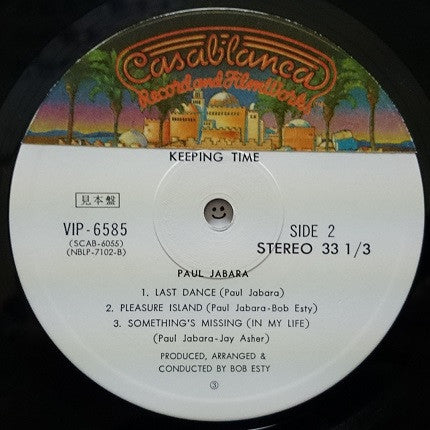 Casablanca
Record and FilmWorks
KEEPING TIME
見本盤
VIP-6585
(SCAB-6055)
(NBLP-7102-B)
SIDE 2
STEREO 33 1/3
PAUL JABARA
1. LAST DANCE (Paul Jabara)
2. PLEASURE ISLAND (Paul Jabara-Bob Esty)
3. SOMETHING'S MISSING (IN MY LIFE)
(Paul Jabara-Jay Asher)
PRODUCED, ARRANGED &
CONDUCTED BY BOB ESTY
③